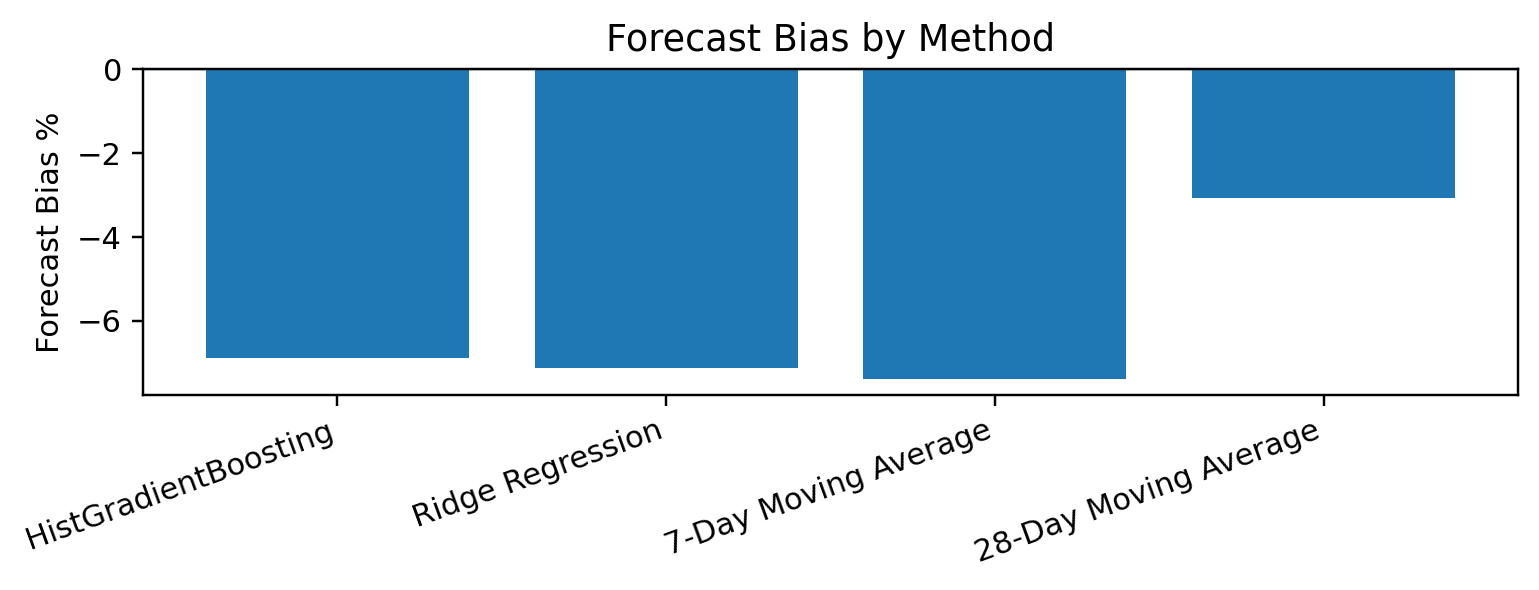 Forecast Bias by Method
Forecast Bias %
0
−2
−4
−6
HistGradientBoosting
Ridge Regression
7-Day Moving Average
28-Day Moving Average